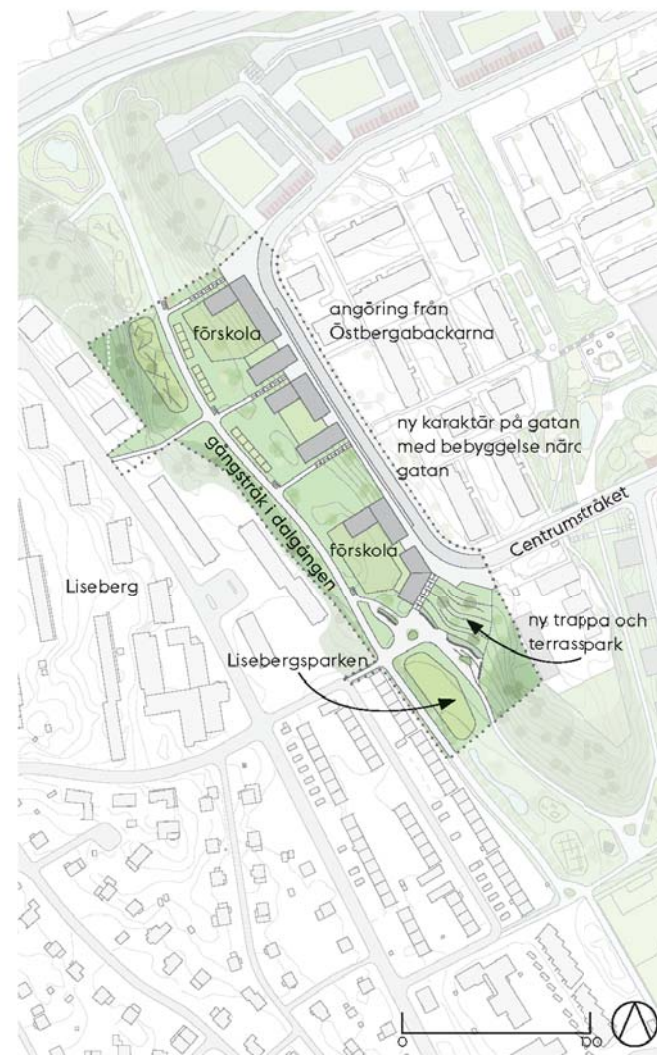 förskola
angöring från
Östbergabackarna
ny karaktär på gatan
med bebyggelse nära
gatan
gångstråk i dalgången
Centrumstråket
förskola
Liseberg
ny trappa och
terrasspark
Lisebergsparken
0
100